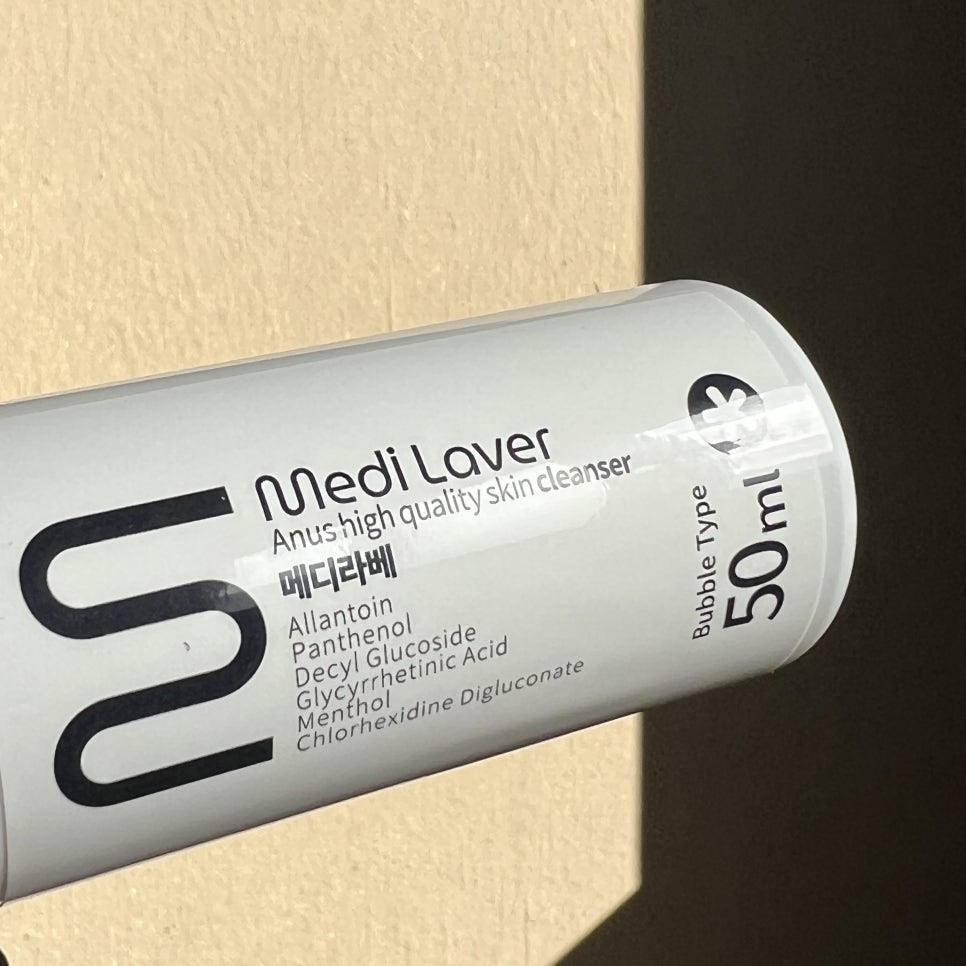 Medi Laver
Anus high quality skin cleanser
메디라베
Allantoin
Panthenol
Decyl Glucoside
Glycyrrhetinic Acid
Menthol
Chlorhexidine Digluconate
Bubble Type
50ml